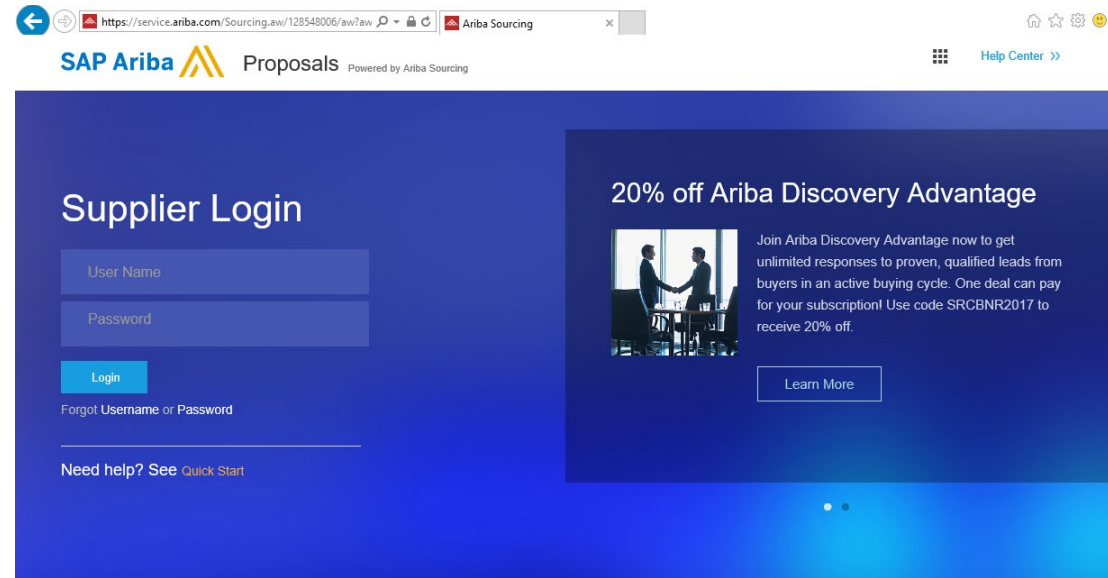 https://service.ariba.com/Sourcing.aw/128548006/aw?aw
Ariba Sourcing
SAP Ariba
Proposals Powered by Ariba Sourcing
Help Center
Supplier Login
User Name
Password
Login
Forgot Username or Password
Need help? See Quick Start
20% off Ariba Discovery Advantage
Join Ariba Discovery Advantage now to get
unlimited responses to proven, qualified leads from
buyers in an active buying cycle. One deal can pay
for your subscription! Use code SRCBNR2017 to
receive 20% off.
Learn More